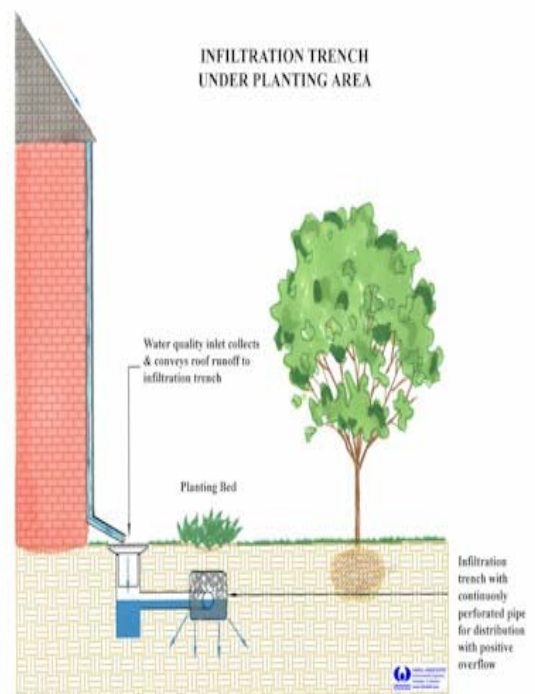 INFILTRATION TRENCH
UNDER PLANTING AREA
Water quality inlet collects
& conveys roof runoff to
infiltration trench
Planting Bed
Infiltration
trench with
continuosly
perforated pipe
for distribution
with positive
overflow